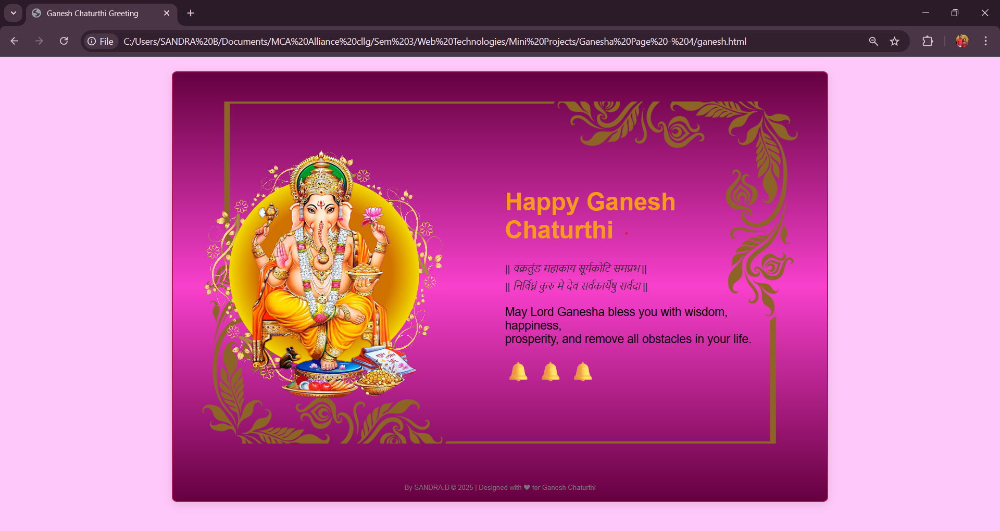 Ganesh Chaturthi Greeting
File C:/Users/SANDRA%20B/Documents/MCA%20Alliance%20cllg/Sem%203/Web%20Technologies/Mini%20Projects/Ganesha%20Page%20-%204/ganesh.html
Happy Ganesh
Chaturthi
|| वक्रतुंड महाकाय सूर्यकोटि समप्रभ ||
|| निर्विघ्नं कुरु मे देव सर्वकार्येषु सर्वदा ||
May Lord Ganesha bless you with wisdom,
happiness,
prosperity, and remove all obstacles in your life.
शुभ
लाभ
By SANDRA.B © 2025 | Designed with ❤ for Ganesh Chaturthi